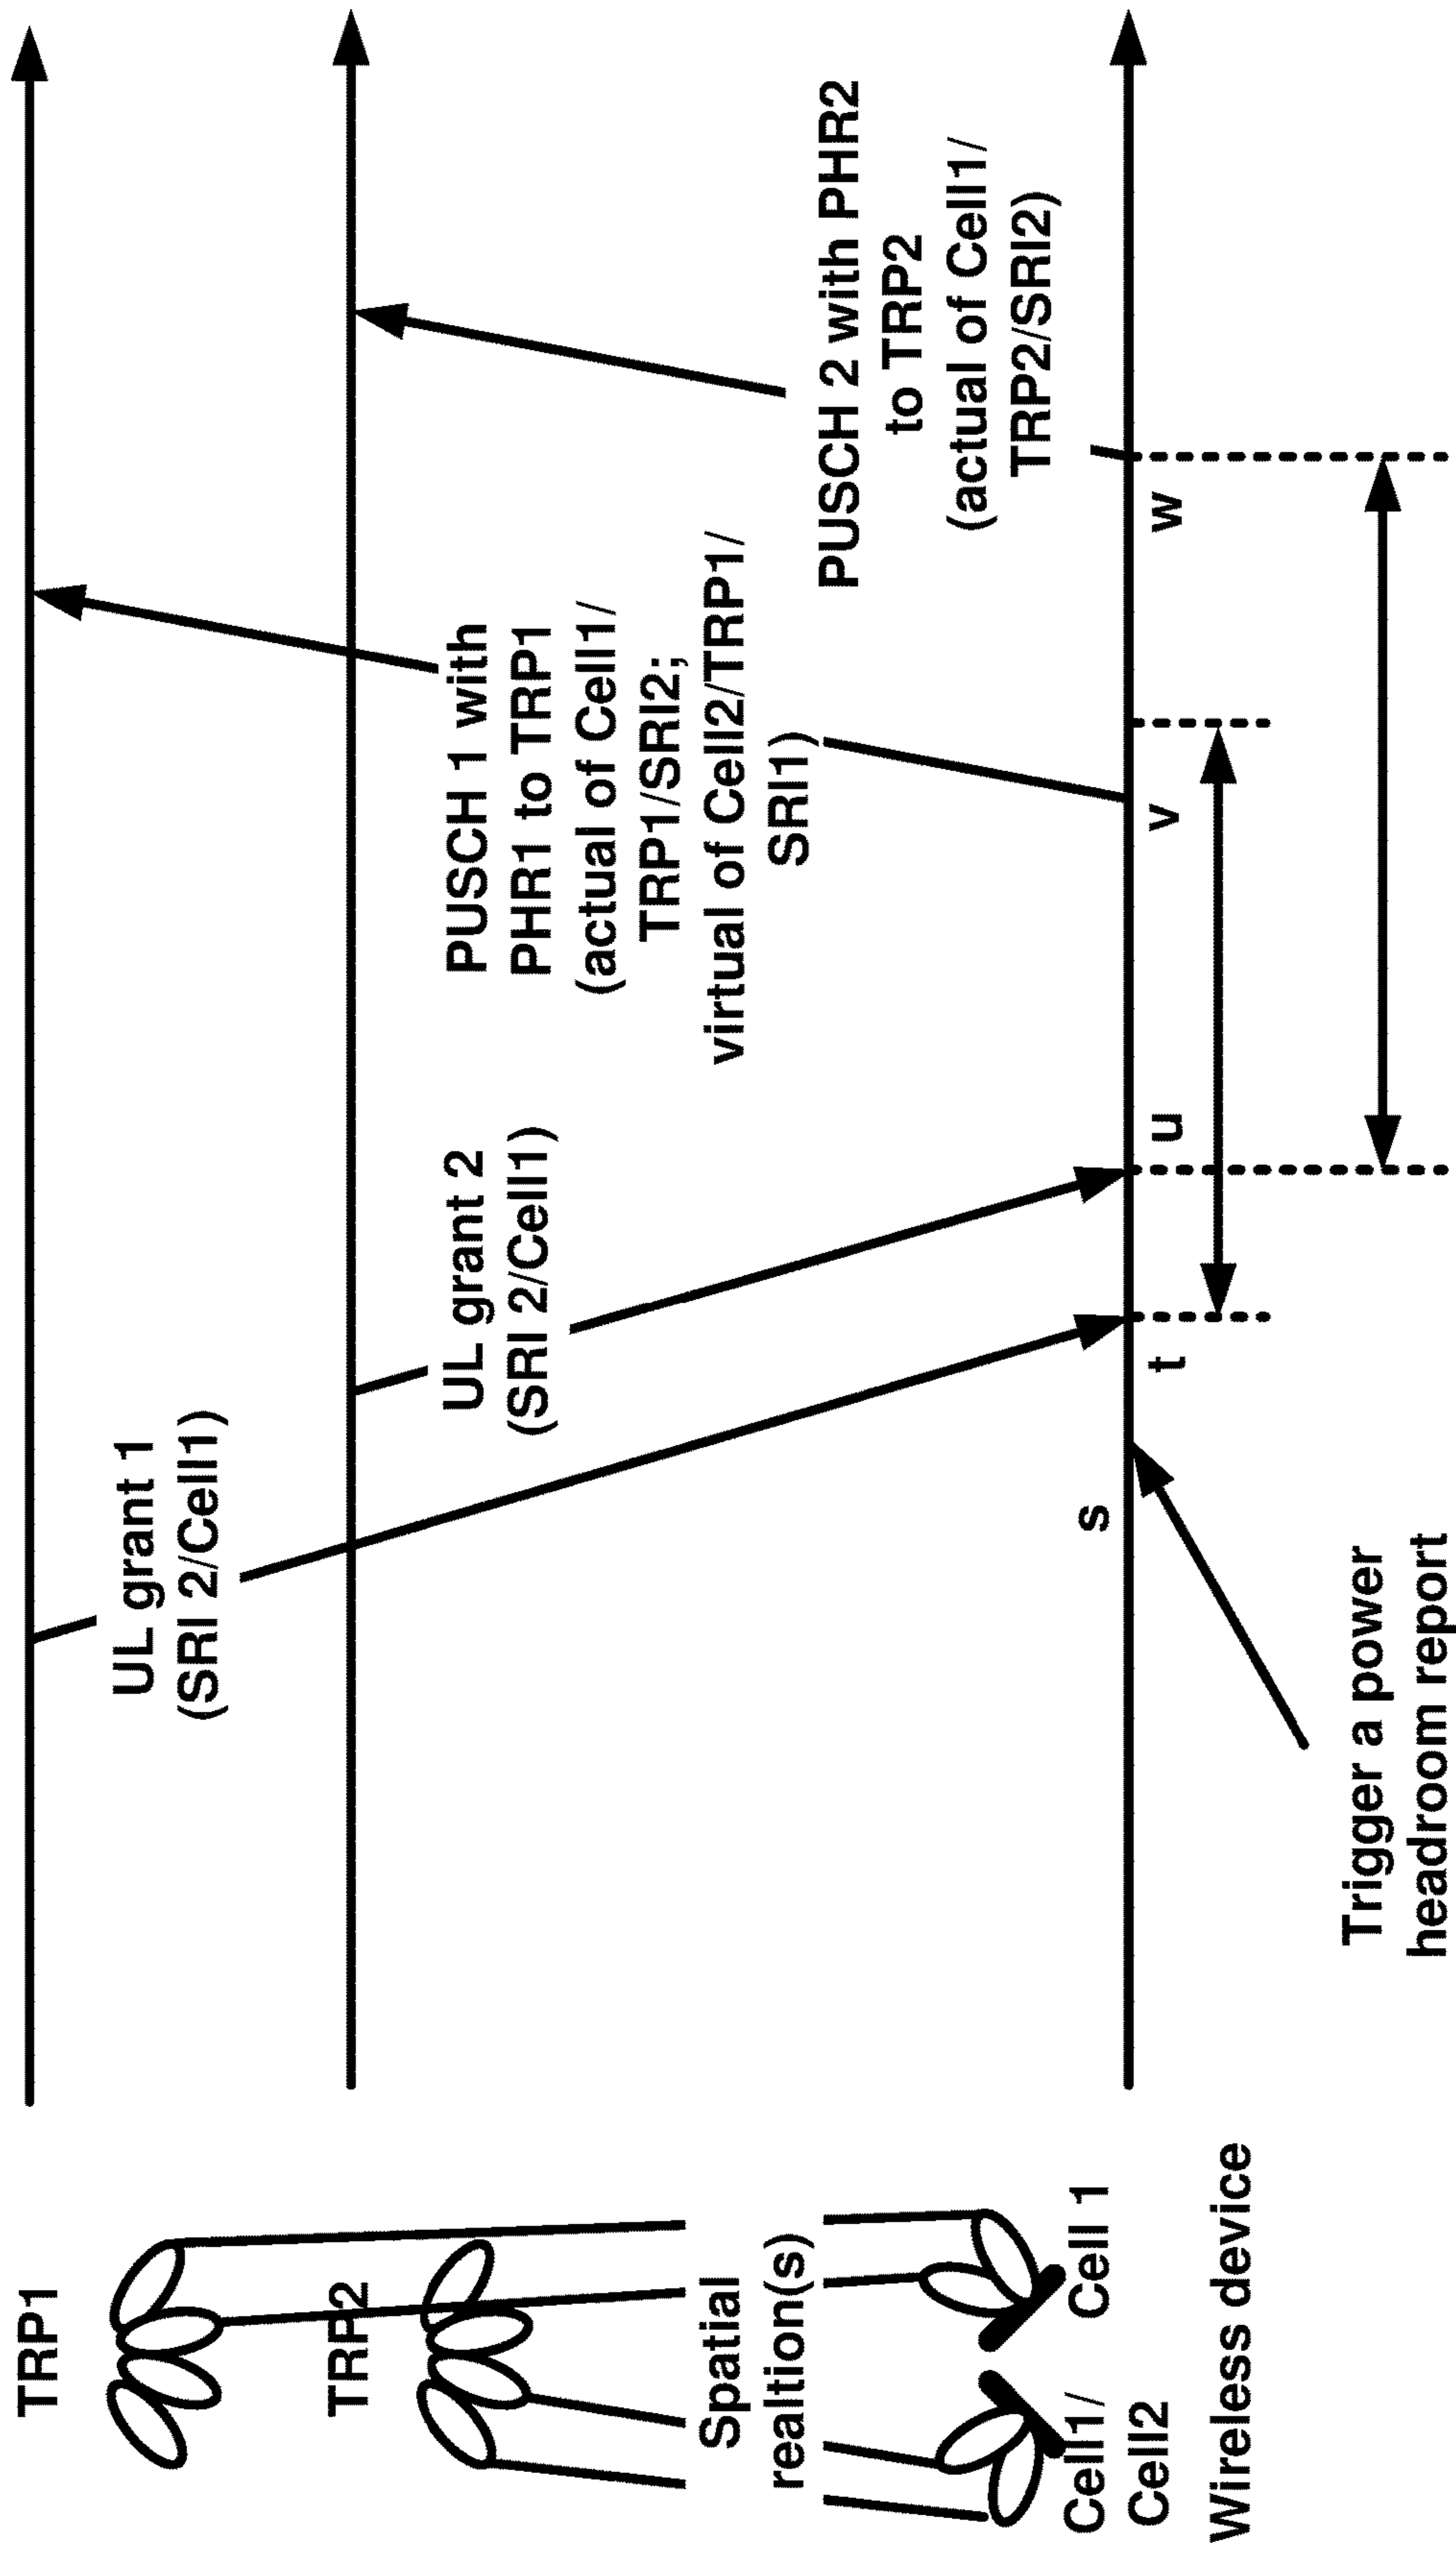 TRP1
UL grant 1
(SRI 2/Cell1)
TRP2
UL grant 2
(SRI 2/Cell1)
PUSCH 1 with
PHR1 to TRP1
(actual of Cell1/
TRP1/SRI2;
virtual of Cell2/TRP1/
SRI1)
PUSCH 2 with PHR2
to TRP2
(actual of Cell1/
TRP2/SRI2)
Spatial
realtion(s)
Cell1/
Cell2
Cell 1
Wireless device
s
t
u
v
w
Trigger a power
headroom report